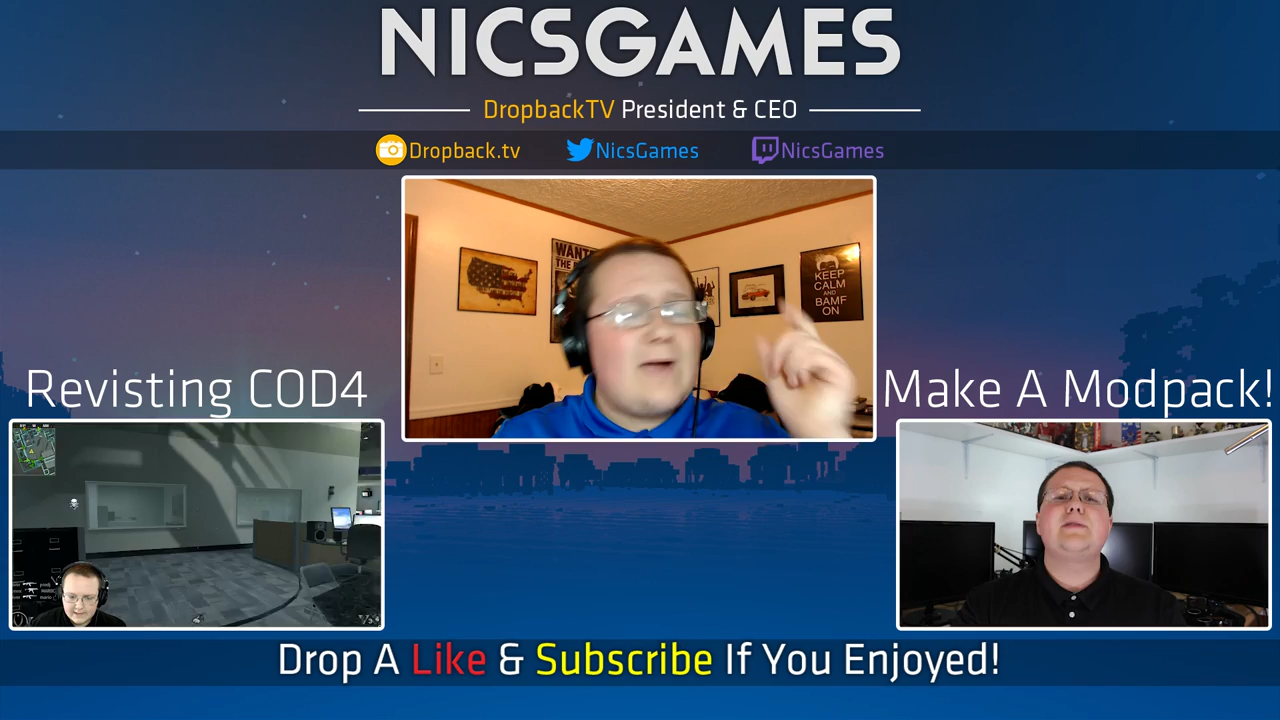 NICSGAMES
DropbackTV President & CEO
Dropback.tv NicsGames NicsGames
WANTED
KEEP
CALM
AND
BAMF
ON
Revisting COD4
Make A Modpack!
Drop A Like & Subscribe If You Enjoyed!